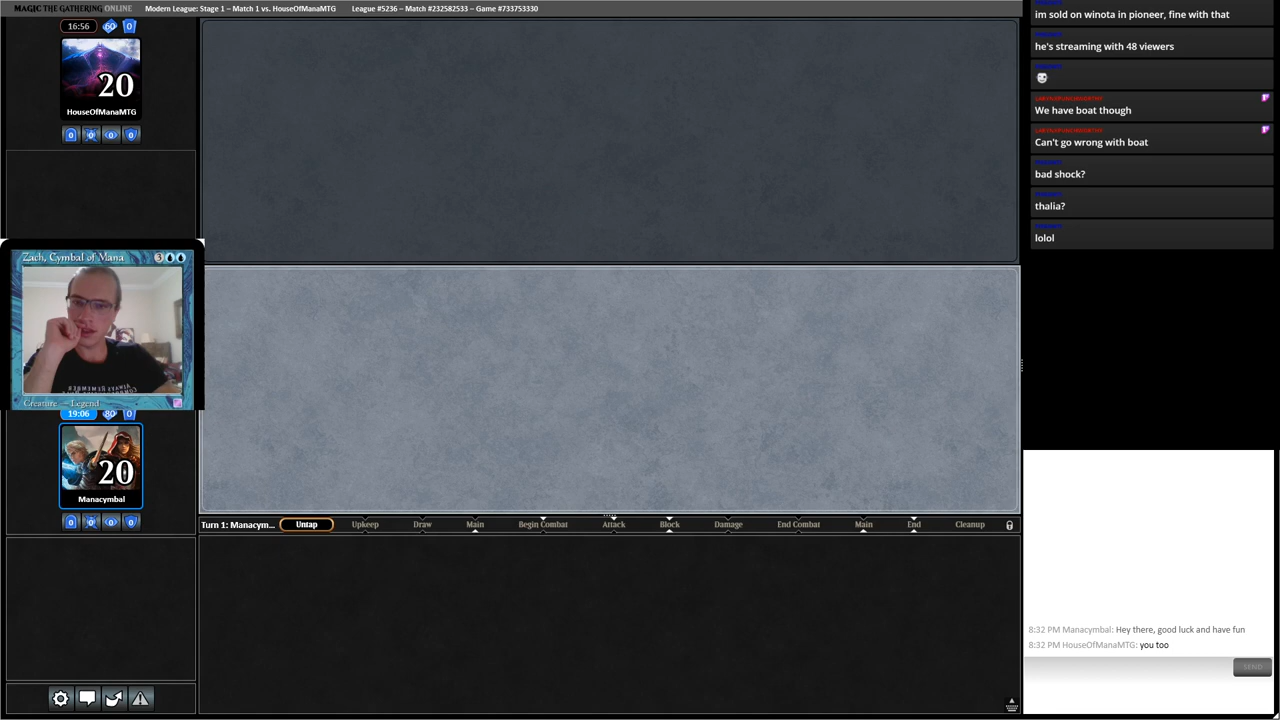 MAGIC THE GATHERING ONLINE
Modern League: Stage 1 – Match 1 vs. HouseOfManaMTG
League #5236 – Match #232582533 – Game #733753330
16:56
60
0
20
HouseOfManaMTG
0
0
0
0
Zach, Cymbal of Mana
3
Creature — Legend
19:06
80
0
20
Manacymbal
0
0
0
0
Turn 1: Manacym...
Untap
Upkeep
Draw
Main
Begin Combat
Attack
Block
Damage
End Combat
Main
End
Cleanup
im sold on winota in pioneer, fine with that
he's streaming with 48 viewers
We have boat though
Can't go wrong with boat
bad shock?
thalia?
lolol
8:32 PM Manacymbal: Hey there, good luck and have fun
8:32 PM HouseOfManaMTG: you too
SEND